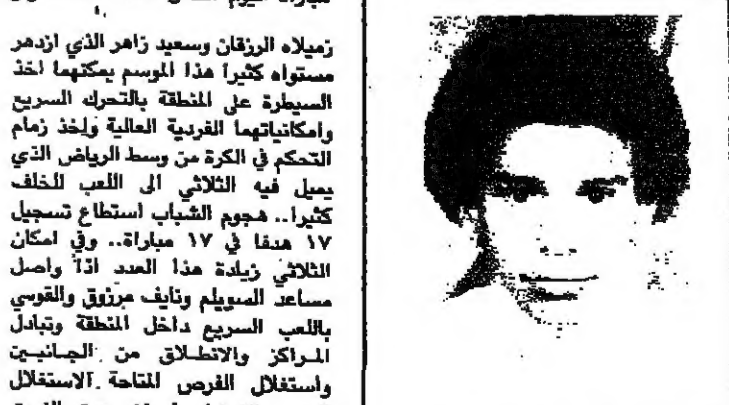 زميلاه الرزقان وسعيد زاهر الذي ازدهر
مستواه كثيراً هذا الموسم يمكنهما اخذ
السيطرة على المنطقة بالتحرك السريع
وامكانياتهما الفردية العالية ولخذ زمام
التحكم في الكرة من وسط الرياض الذي
يميل فيه الثلاثي الى اللعب للخلف
كثيرا.. هجوم الشباب استطاع تسجيل
١٧ هدفا في ١٧ مباراة.. وفي امكان
الثلاثي زيادة هذا العدد اذاً واصل
مساعد السويلم ونايف مرزوق والقوسي
باللعب السريع داخل المنطقة وتبادل
المراكز والانطلاق من الجانبين
واستغلال الفرص المتاحة الاستغلال